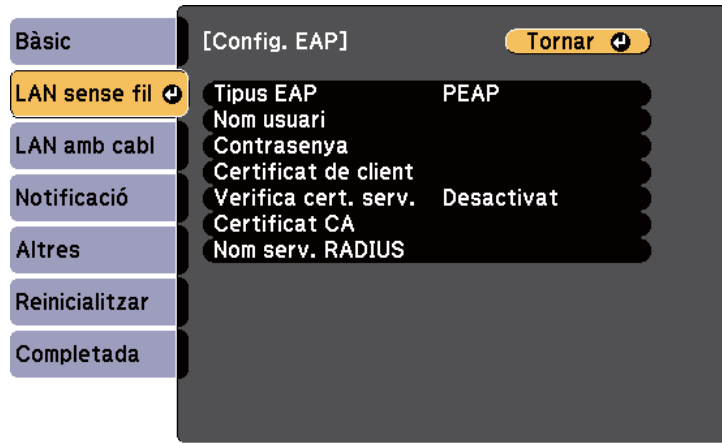 Bàsic
LAN sense fil
LAN amb cabl
Notificació
Altres
Reinicialitzar
Completada
[Config. EAP]
Tornar
Tipus EAP PEAP
Nom usuari
Contrasenya
Certificat de client
Verifica cert. serv. Desactivat
Certificat CA
Nom serv. RADIUS